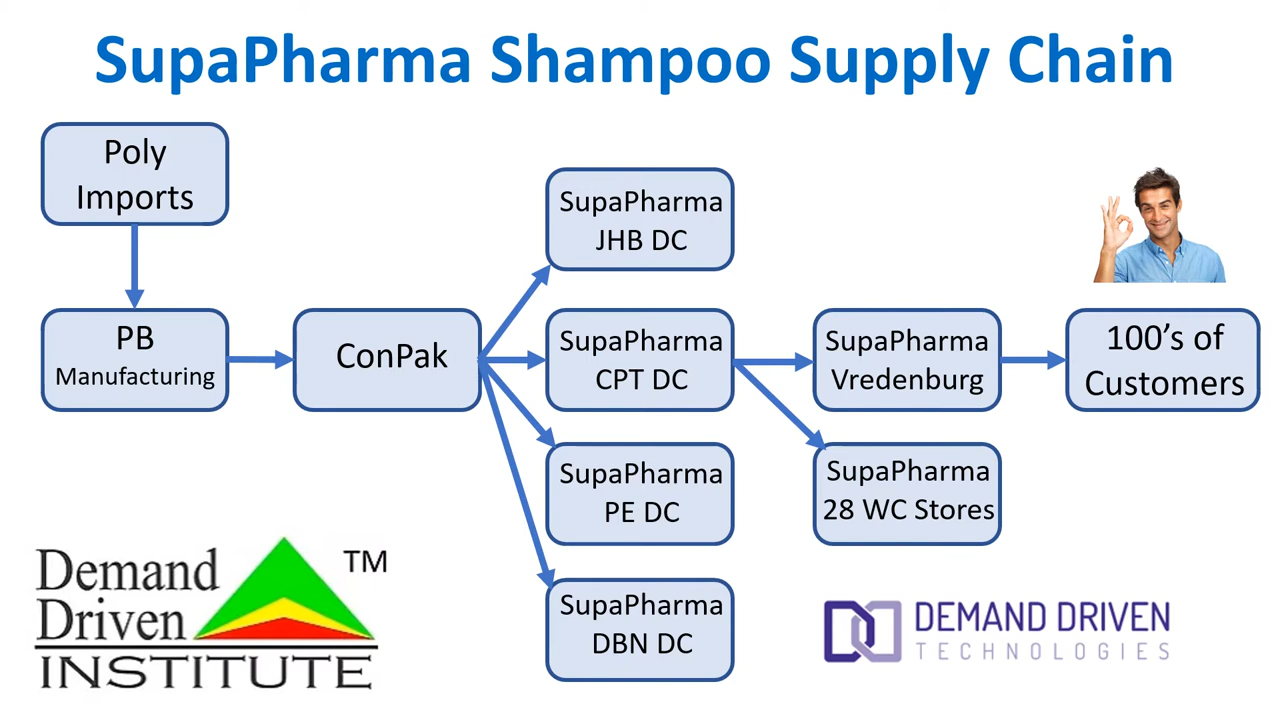 SupaPharma Shampoo Supply Chain
Poly
Imports
PB
Manufacturing
ConPak
SupaPharma
JHB DC
SupaPharma
CPT DC
SupaPharma
PE DC
SupaPharma
DBN DC
SupaPharma
Vredenburg
SupaPharma
28 WC Stores
100’s of
Customers
Demand
Driven
INSTITUTE
TM
DEMAND DRIVEN
TECHNOLOGIES